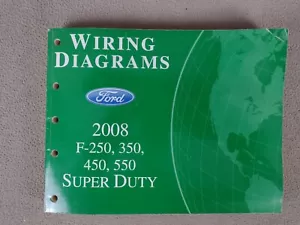 WIRING
DIAGRAMS
Ford
2008
F-250, 350,
450, 550
SUPER DUTY